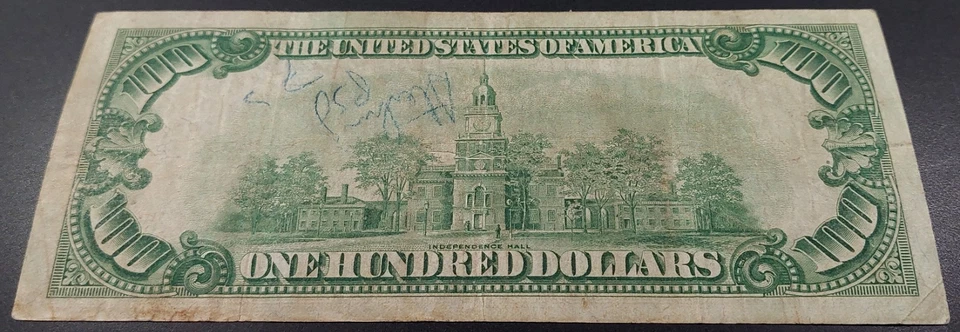 100 THE UNITED STATES OF AMERICA 100
INDEPENDENCE HALL
100 ONE HUNDRED DOLLARS 100